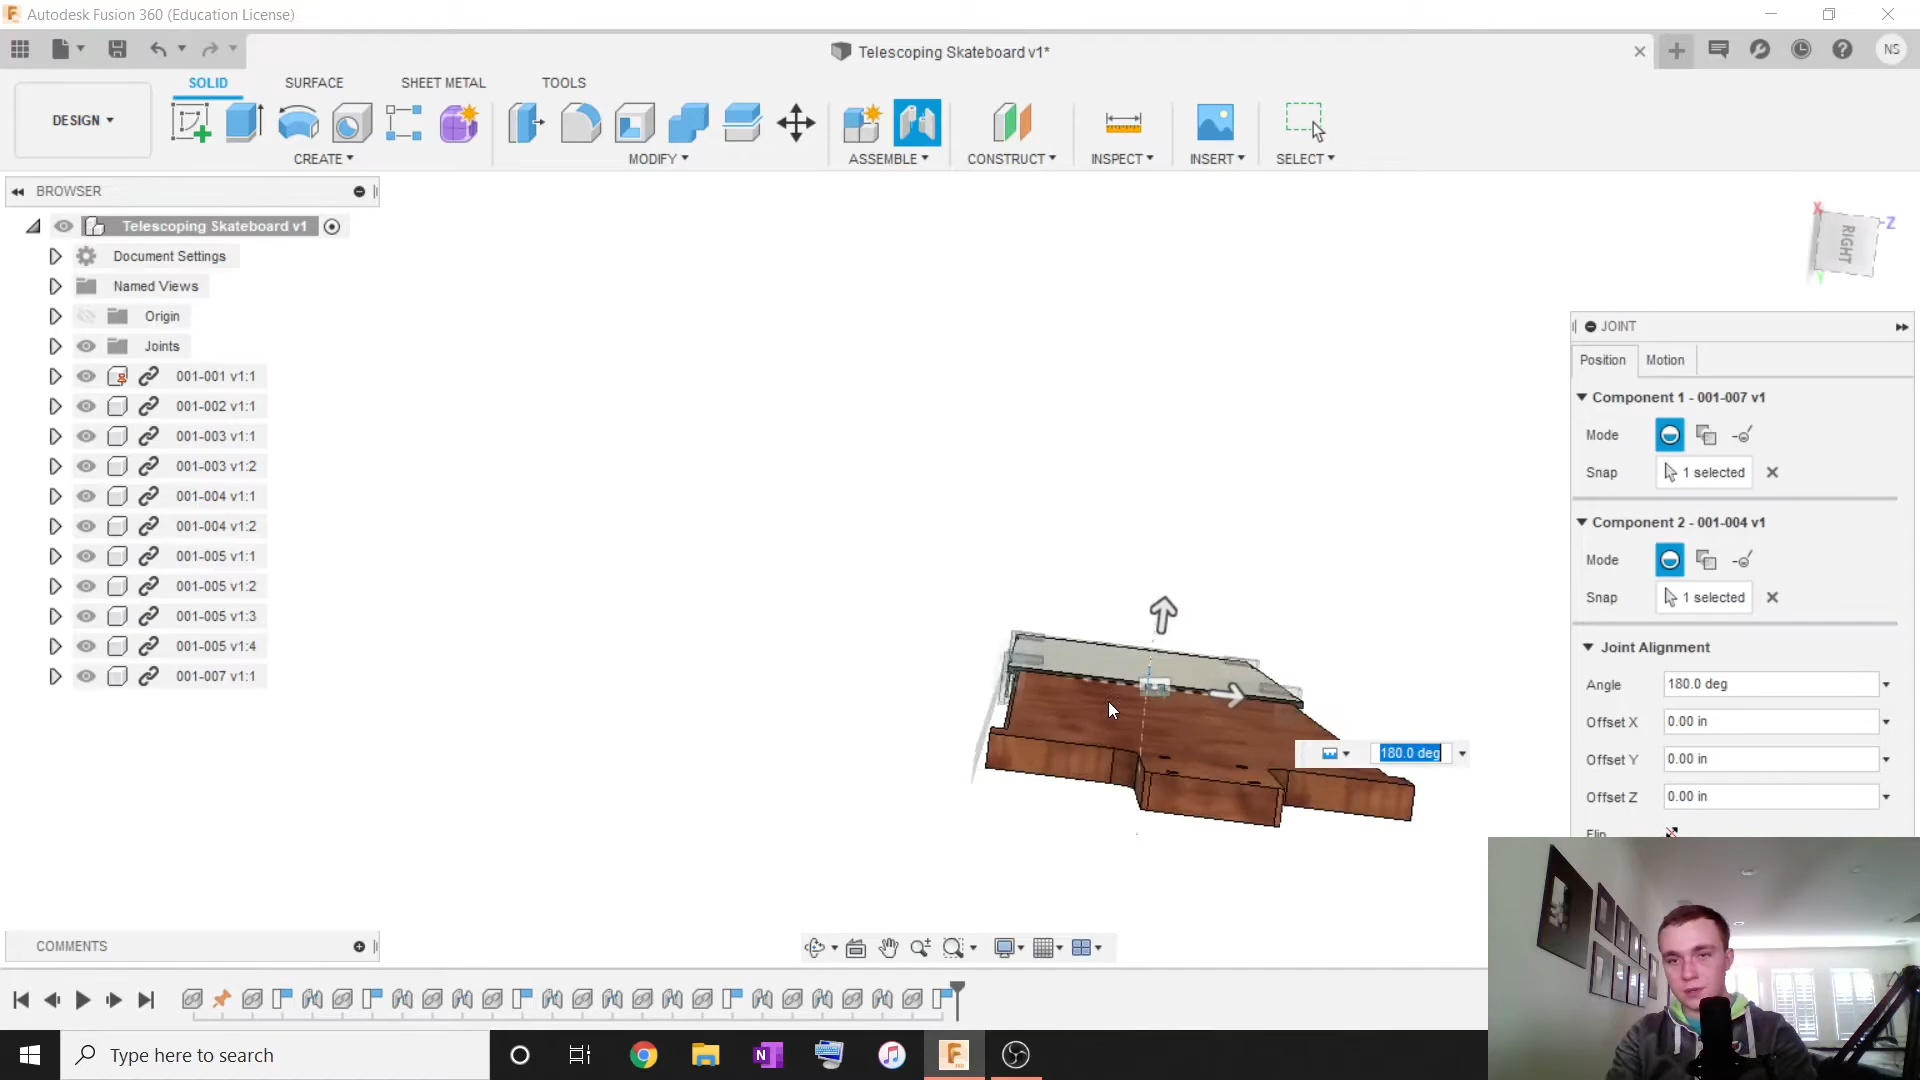 Autodesk Fusion 360 (Education License)
Telescoping Skateboard v1*
NS
DESIGN
SOLID
SURFACE
SHEET METAL
TOOLS
CREATE
MODIFY
ASSEMBLE
CONSTRUCT
INSPECT
INSERT
SELECT
BROWSER
Telescoping Skateboard v1
Document Settings
Named Views
Origin
Joints
001-001 v1:1
001-002 v1:1
001-003 v1:1
001-003 v1:2
001-004 v1:1
001-004 v1:2
001-005 v1:1
001-005 v1:2
001-005 v1:3
001-005 v1:4
001-007 v1:1
X
-Z
RIGHT
Y
JOINT
Position
Motion
Component 1 - 001-007 v1
Mode
Snap
1 selected
Component 2 - 001-004 v1
Mode
Snap
1 selected
Joint Alignment
Angle
180.0 deg
Offset X
0.00 in
Offset Y
0.00 in
Offset Z
0.00 in
Flip
180.0 deg
COMMENTS
Type here to search